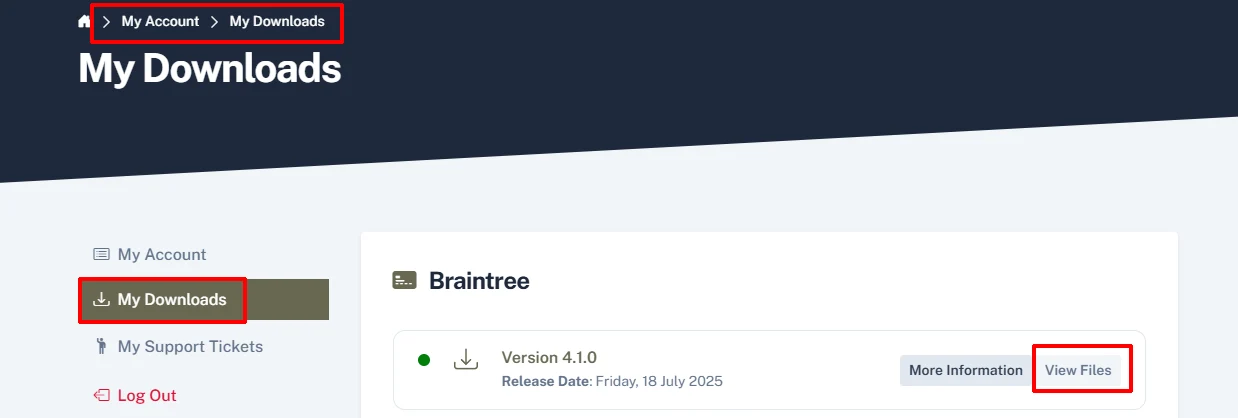 My Account My Downloads
My Downloads
My Account
My Downloads
My Support Tickets
Log Out
Braintree
Version 4.1.0
Release Date: Friday, 18 July 2025
More Information View Files